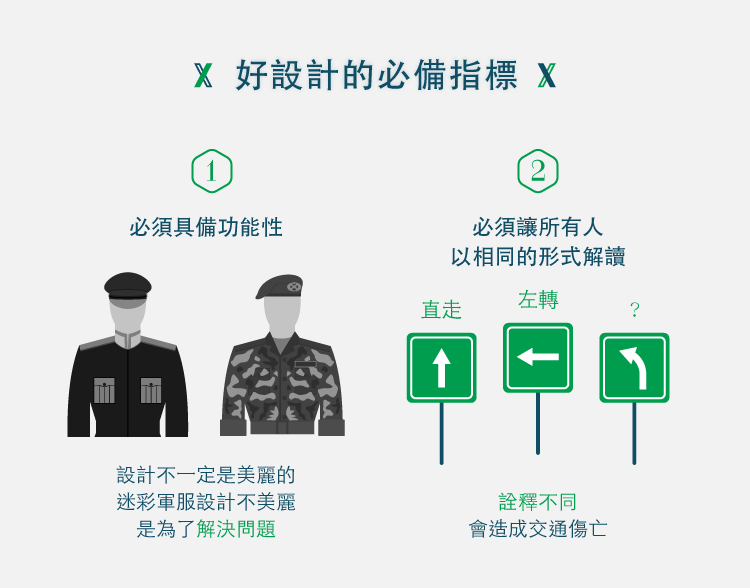 好設計的必備指標
1
必須具備功能性
設計不一定是美麗的
迷彩軍服設計不美麗
是為了解決問題
2
必須讓所有人
以相同的形式解讀
直走
左轉
?
詮釋不同
會造成交通傷亡